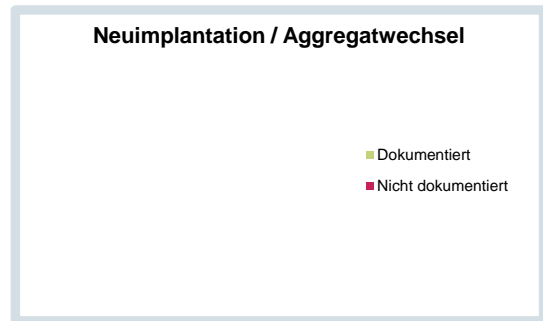 Neuimplantation / Aggregatwechsel
Dokumentiert
Nicht dokumentiert